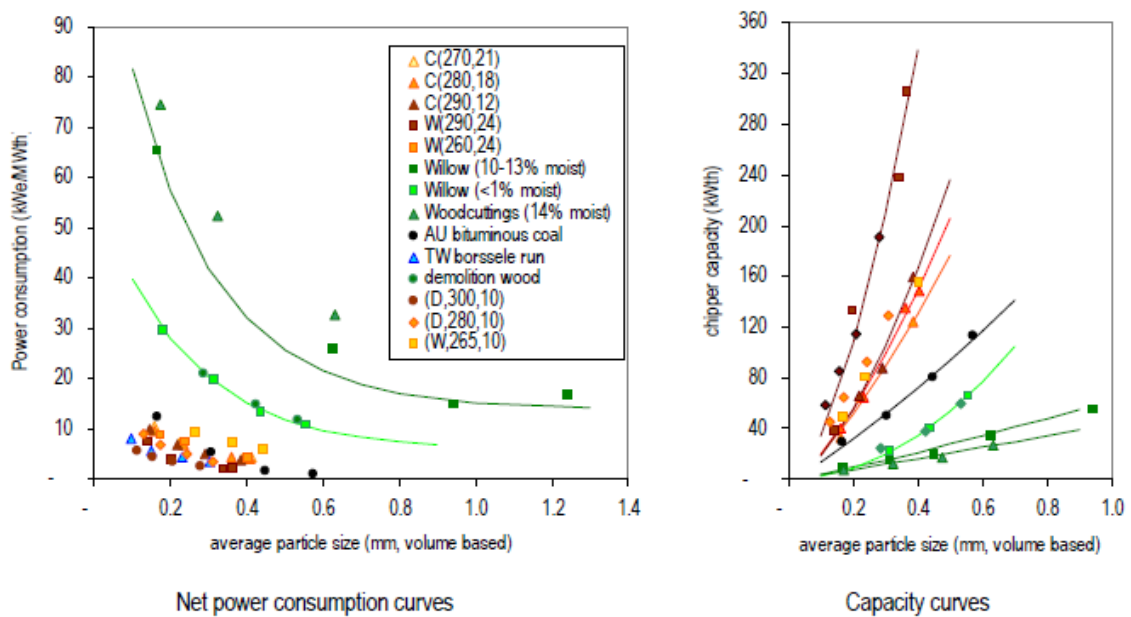 90
80
70
60
50
40
30
20
10
-
-
0.2
0.4
0.6
0.8
1.0
1.2
1.4
Power consumption (kWe/MWth)
average particle size (mm, volume based)
C(270,21)
C(280,18)
C(290,12)
W(290,24)
W(260,24)
Willow (10-13% moist)
Willow (<1% moist)
Woodcuttings (14% moist)
AU bituminous coal
TW borssele run
demolition wood
(D,300,10)
(D,280,10)
(W,265,10)
Net power consumption curves
360
320
280
240
200
160
120
80
40
-
-
0.2
0.4
0.6
0.8
1.0
chipper capacity (kWth)
average particle size (mm, volume based)
Capacity curves